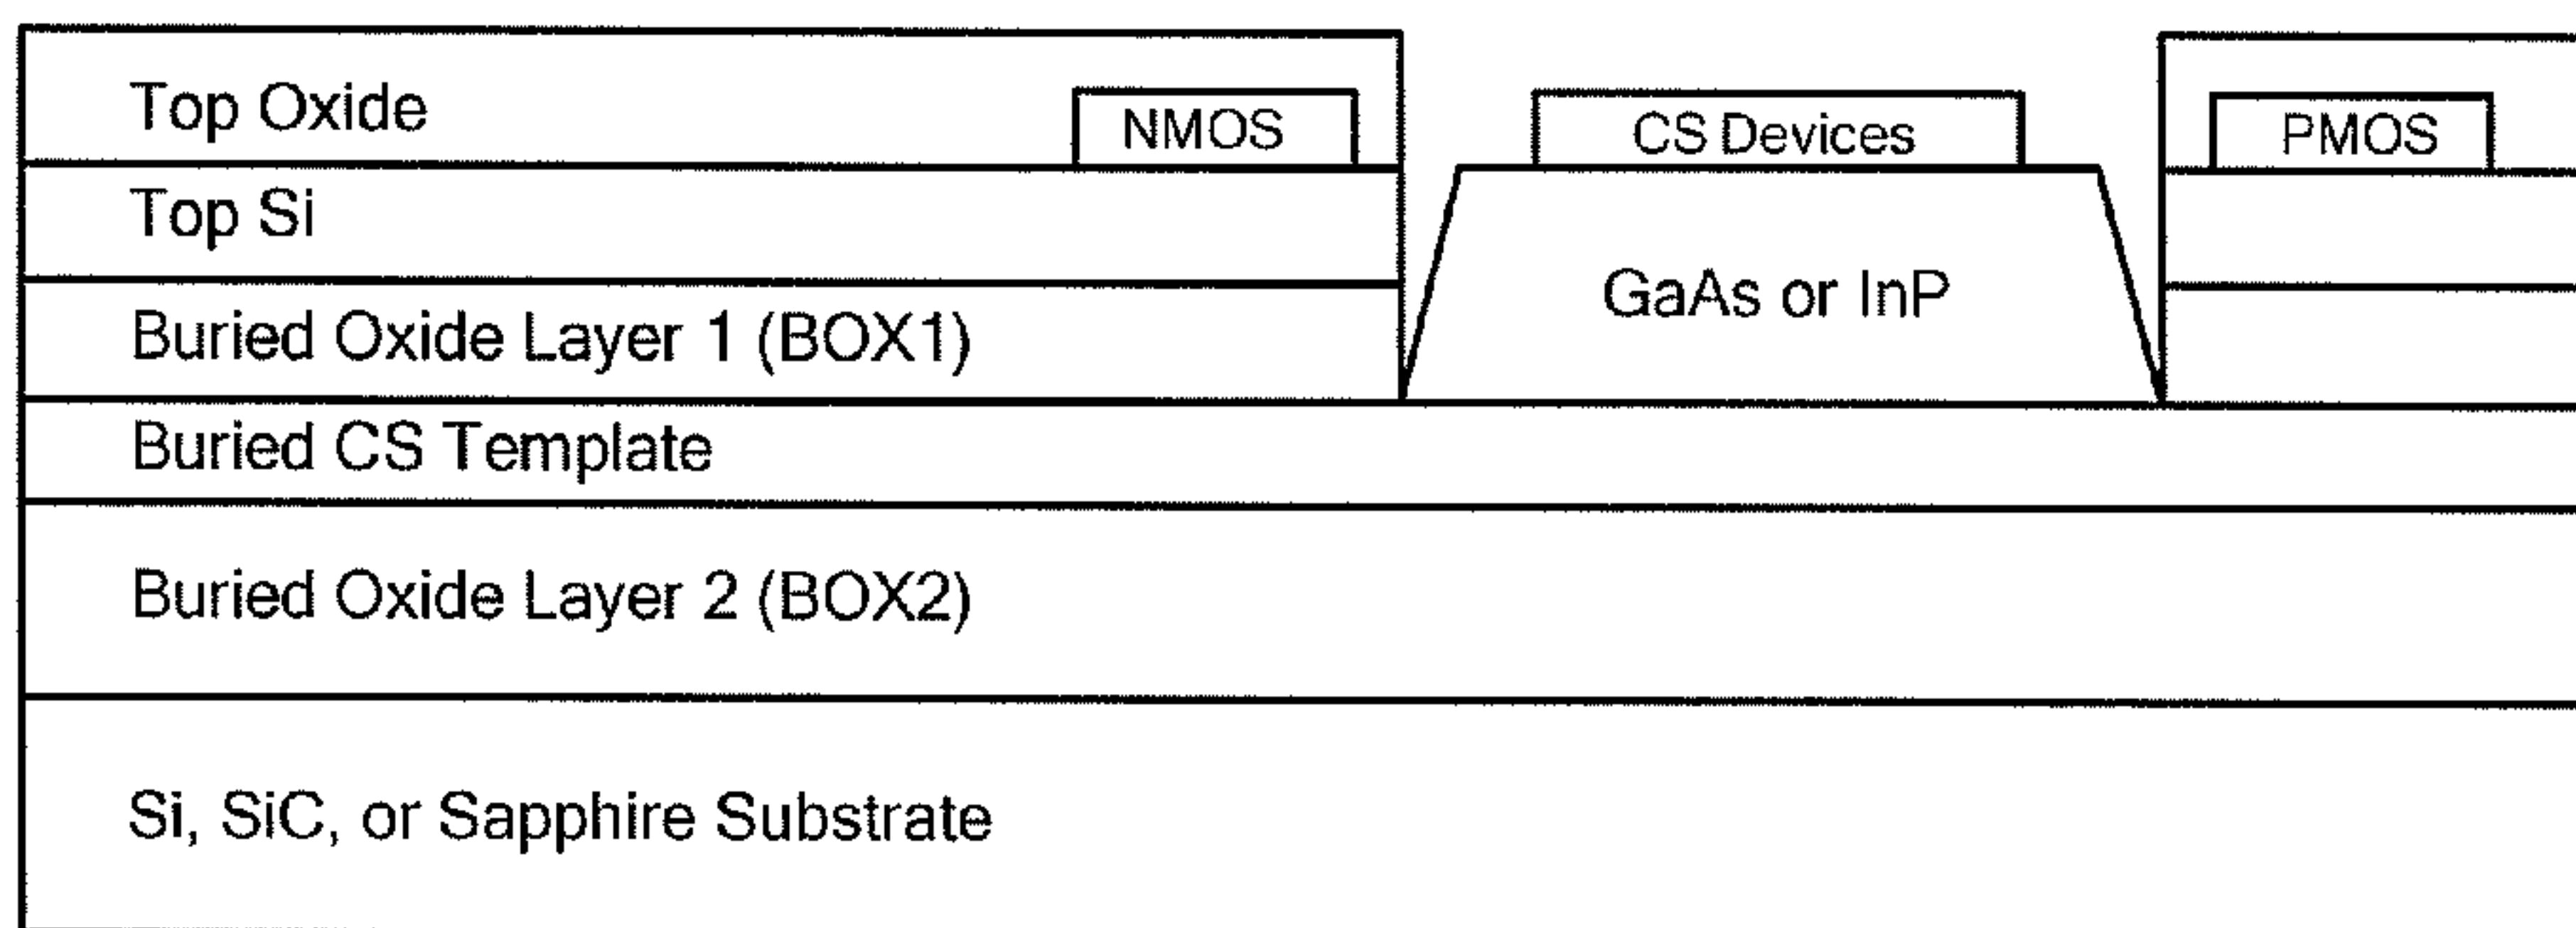 Top Oxide
NMOS
CS Devices
PMOS
Top Si
GaAs or InP
Buried Oxide Layer 1 (BOX1)
Buried CS Template
Buried Oxide Layer 2 (BOX2)
Si, SiC, or Sapphire Substrate